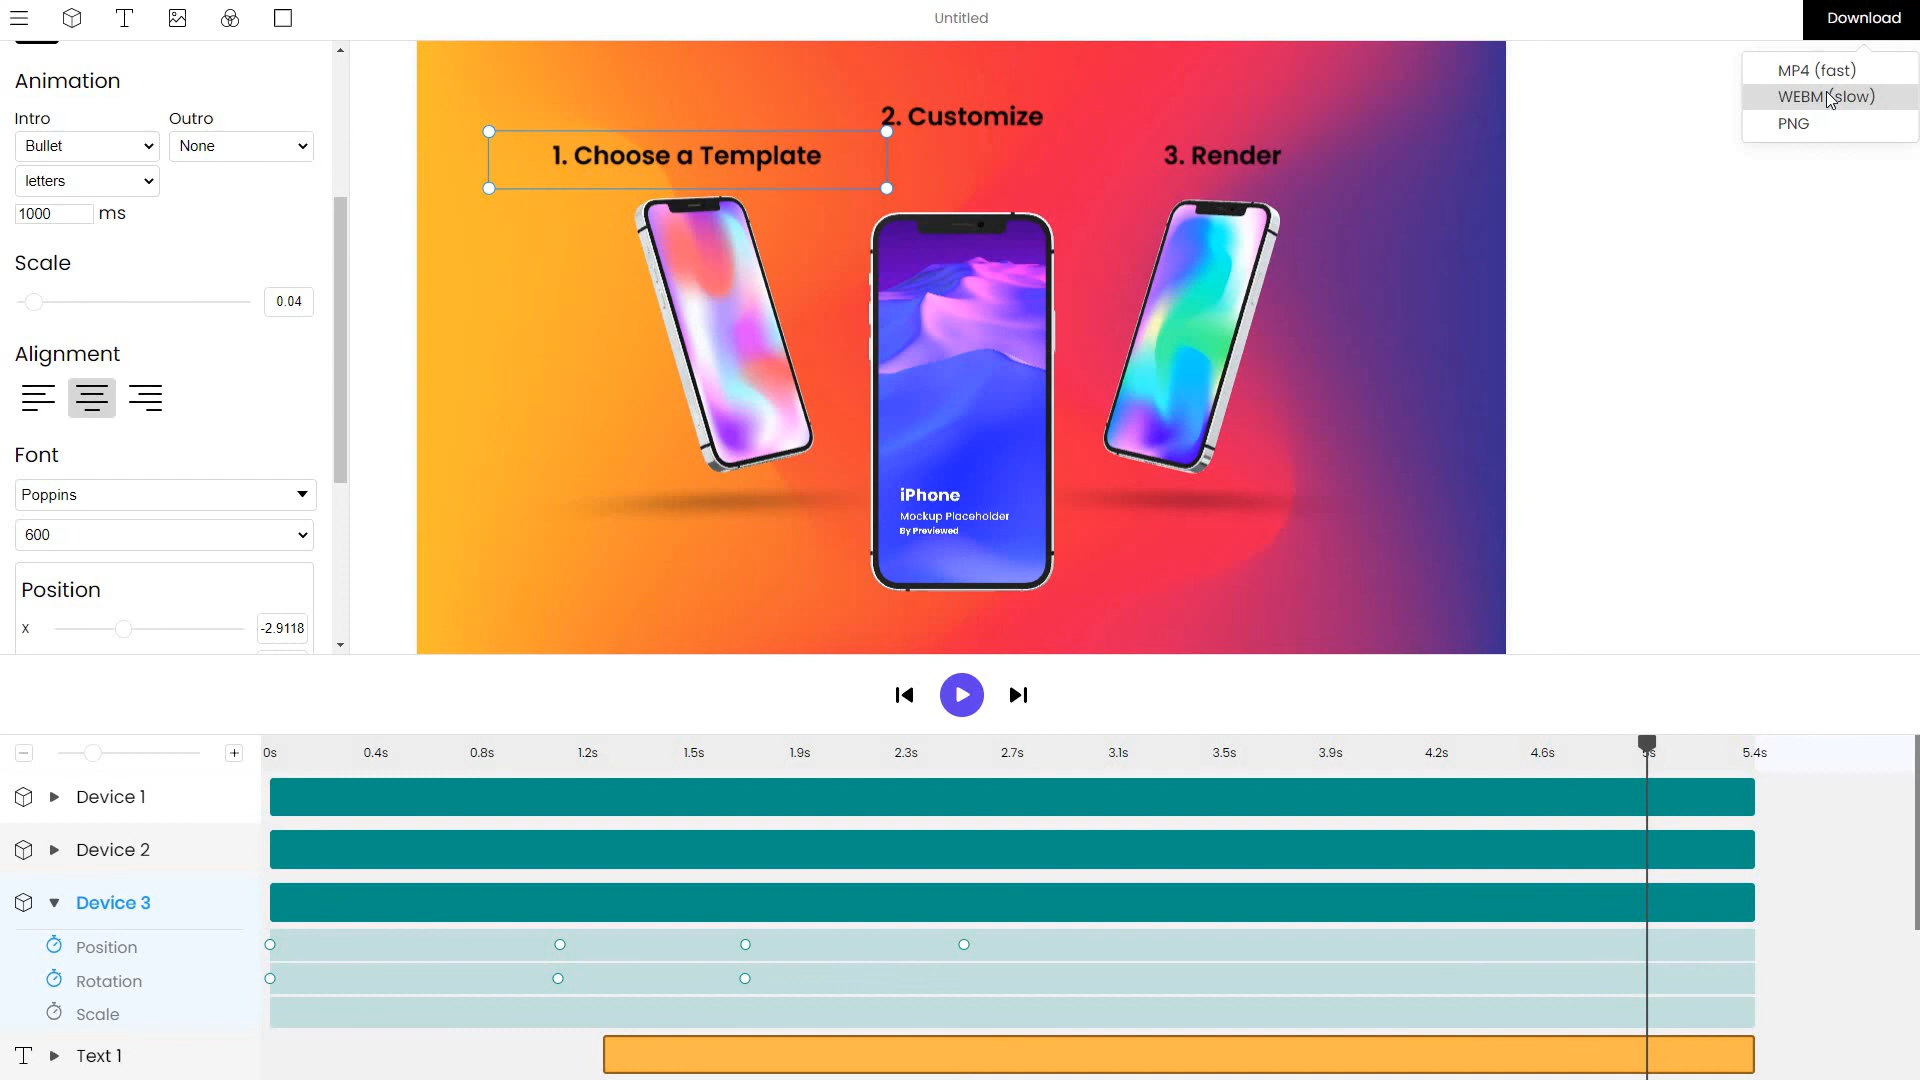 Untitled
Download
MP4 (fast)
WEBM (slow)
PNG
Animation
Intro
Outro
Bullet
None
letters
1000 ms
Scale
0.04
Alignment
Font
Poppins
600
Position
X
-2.9118
2. Customize
1. Choose a Template
3. Render
iPhone
Mockup Placeholder
By Previewed
0s 0.4s 0.8s 1.2s 1.5s 1.9s 2.3s 2.7s 3.1s 3.5s 3.9s 4.2s 4.6s 5s 5.4s
Device 1
Device 2
Device 3
Position
Rotation
Scale
Text 1